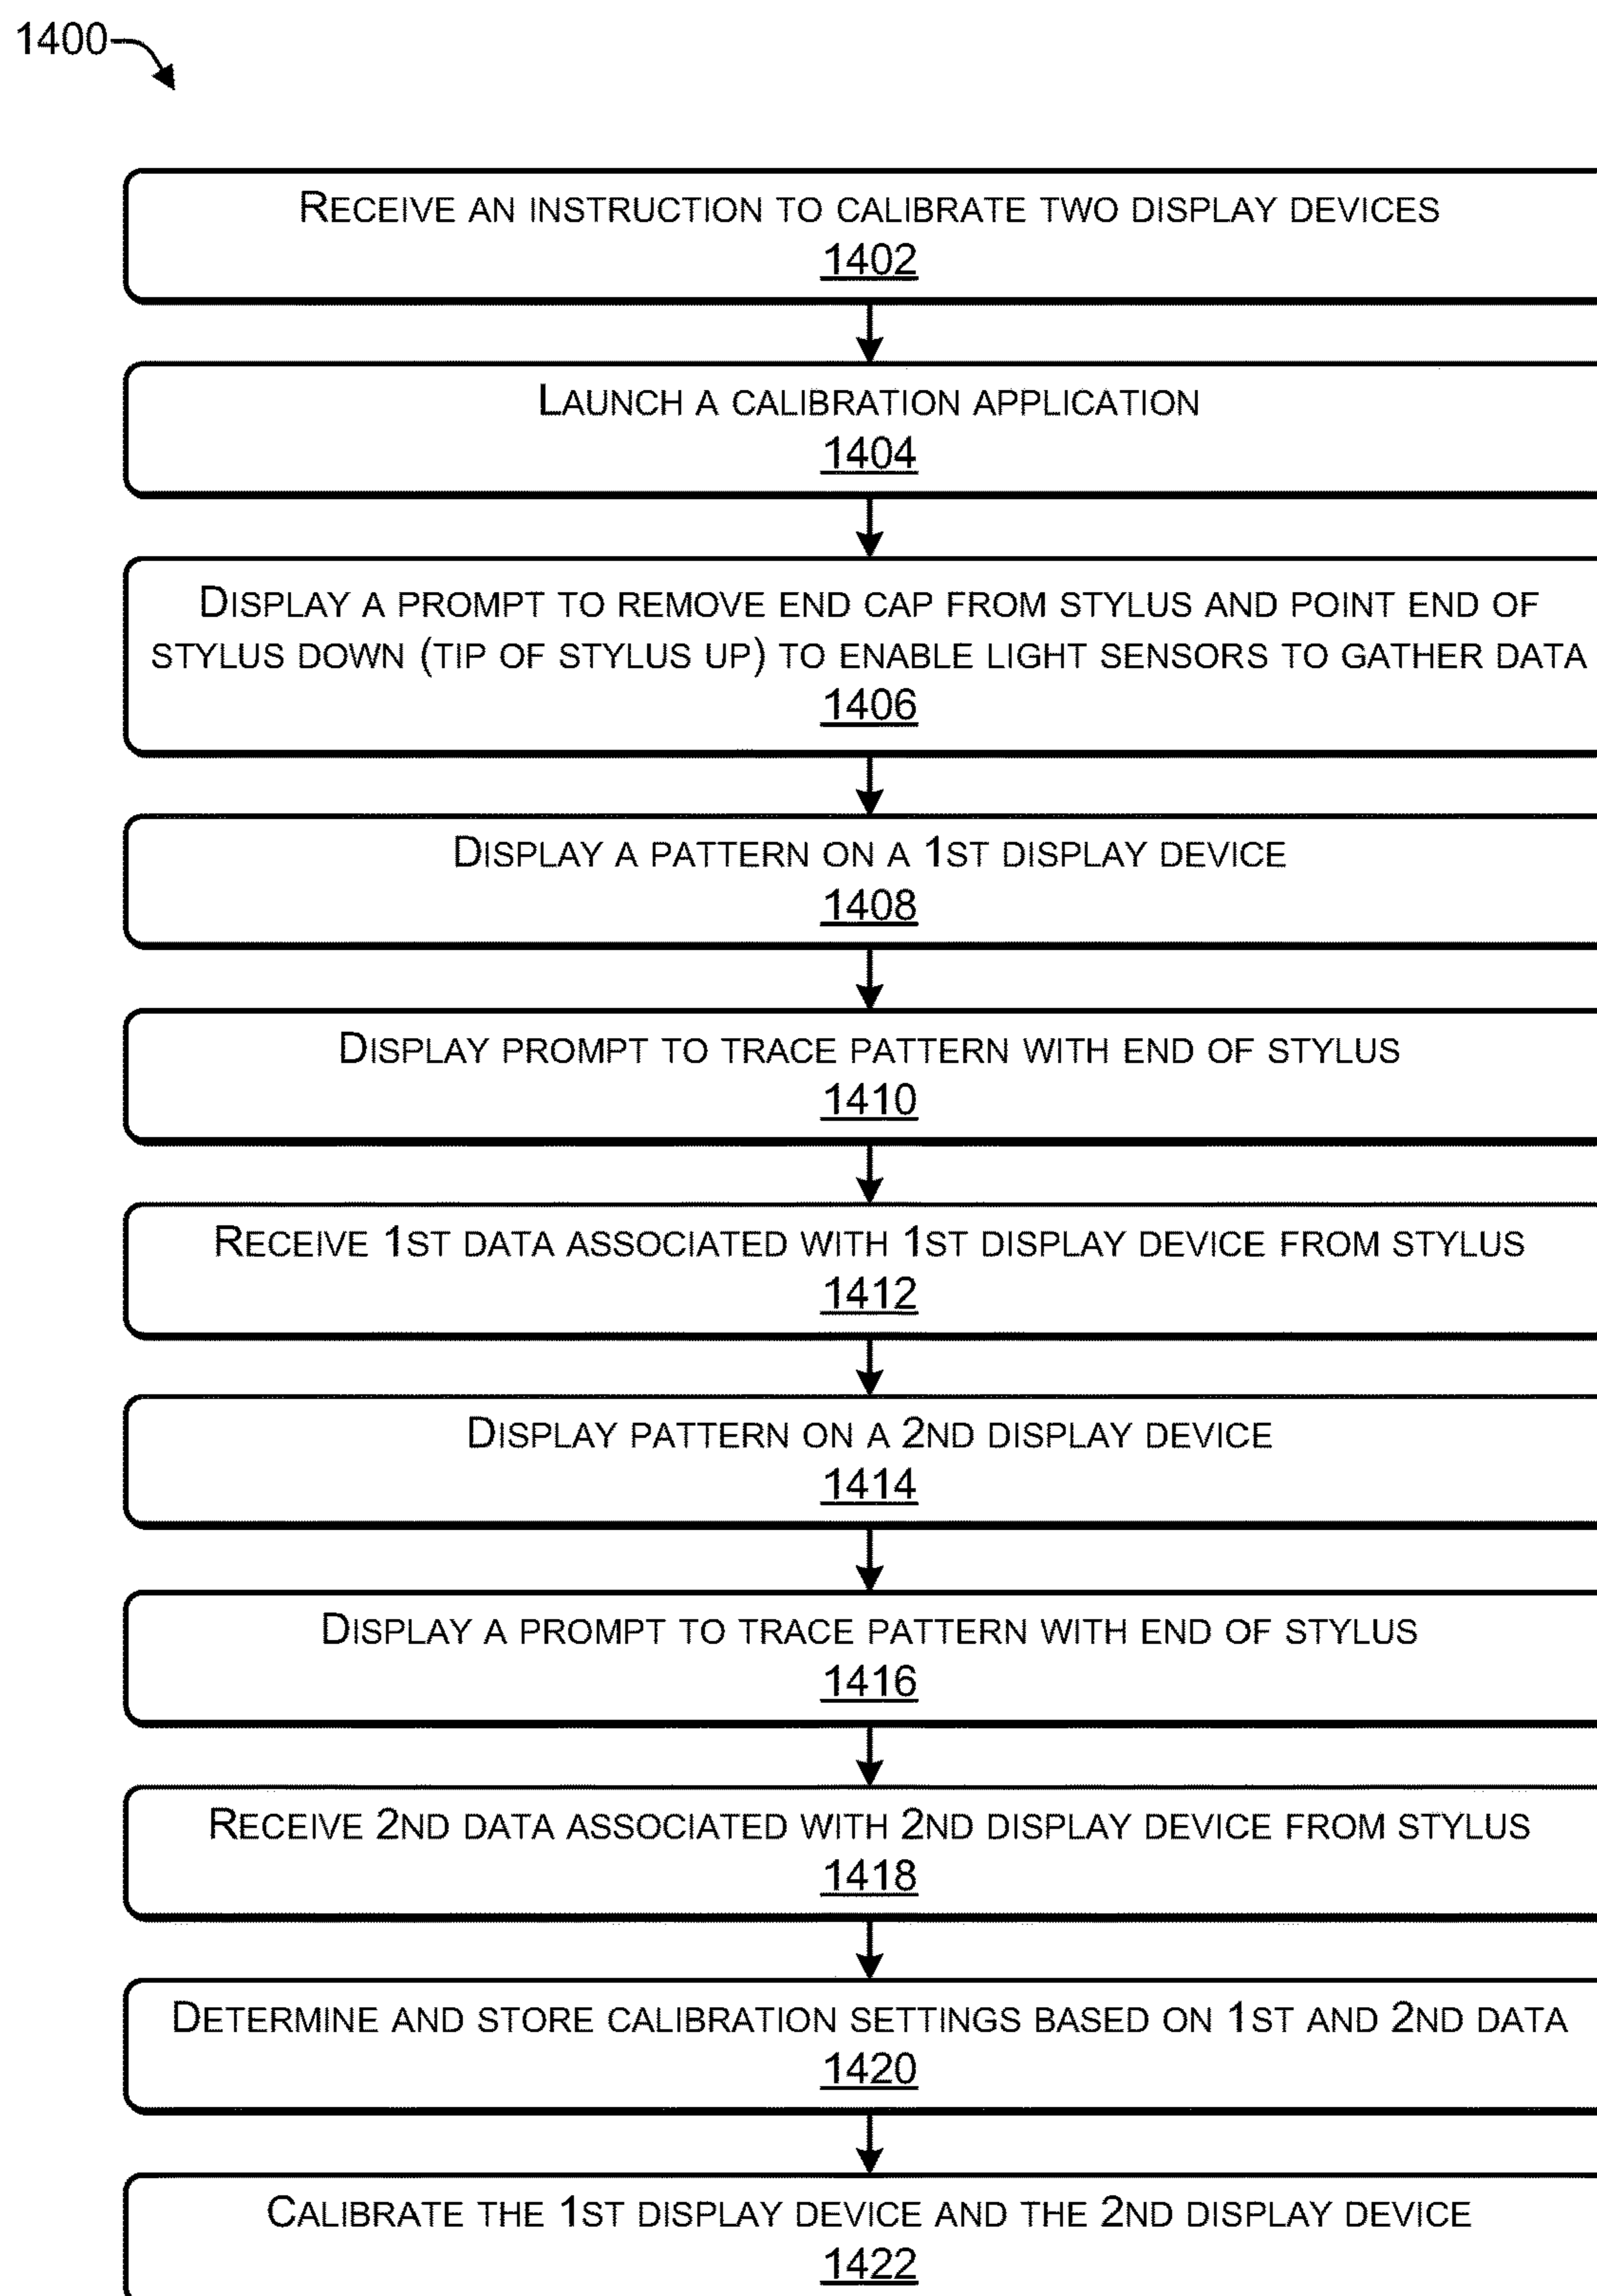 1400
RECEIVE AN INSTRUCTION TO CALIBRATE TWO DISPLAY DEVICES
1402
LAUNCH A CALIBRATION APPLICATION
1404
DISPLAY A PROMPT TO REMOVE END CAP FROM STYLUS AND POINT END OF
STYLUS DOWN (TIP OF STYLUS UP) TO ENABLE LIGHT SENSORS TO GATHER DATA
1406
DISPLAY A PATTERN ON A 1ST DISPLAY DEVICE
1408
DISPLAY PROMPT TO TRACE PATTERN WITH END OF STYLUS
1410
RECEIVE 1ST DATA ASSOCIATED WITH 1ST DISPLAY DEVICE FROM STYLUS
1412
DISPLAY PATTERN ON A 2ND DISPLAY DEVICE
1414
DISPLAY A PROMPT TO TRACE PATTERN WITH END OF STYLUS
1416
RECEIVE 2ND DATA ASSOCIATED WITH 2ND DISPLAY DEVICE FROM STYLUS
1418
DETERMINE AND STORE CALIBRATION SETTINGS BASED ON 1ST AND 2ND DATA
1420
CALIBRATE THE 1ST DISPLAY DEVICE AND THE 2ND DISPLAY DEVICE
1422